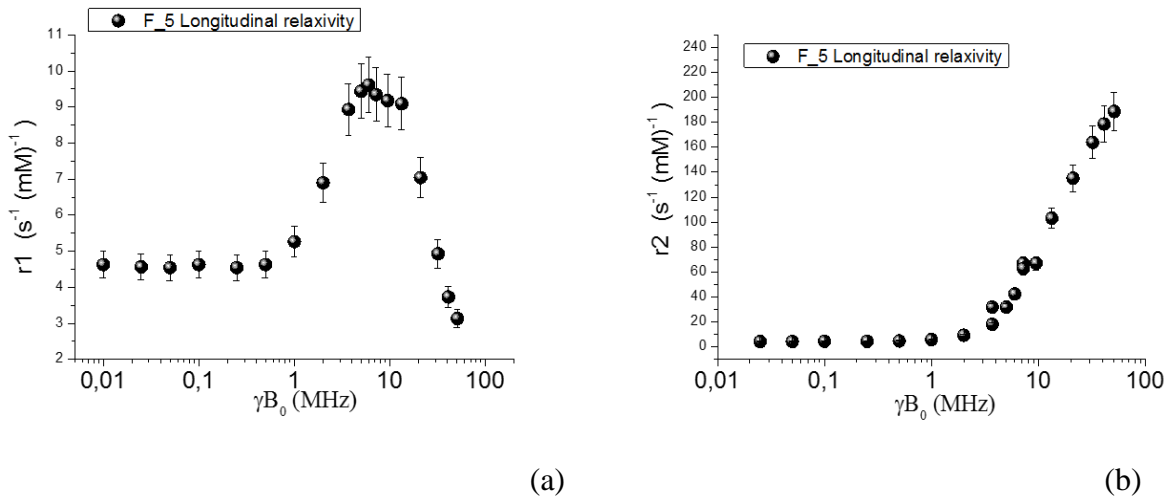 F_5 Longitudinal relaxivity
11
10
9
8
7
6
5
4
3
2
r1 (s⁻¹ (mM)⁻¹)
0,01 0,1 1 10 100
γB₀ (MHz)
(a)
F_5 Longitudinal relaxivity
240
220
200
180
160
140
120
100
80
60
40
20
0
r2 (s⁻¹ (mM)⁻¹
0,01 0,1 1 10 100
γB₀ (MHz)
(b)